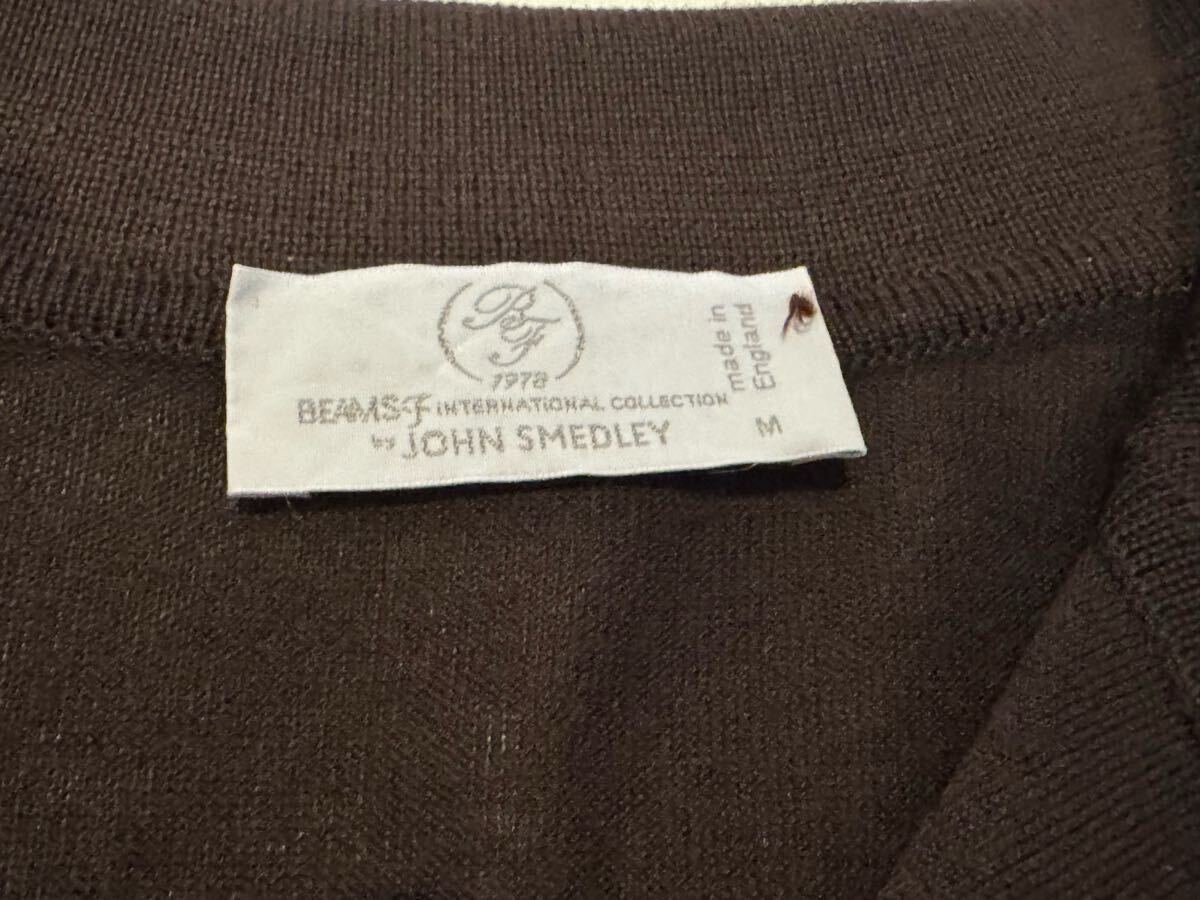 BF
1978
BEAMS·F INTERNATIONAL COLLECTION
by JOHN SMEDLEY
made in
England
M